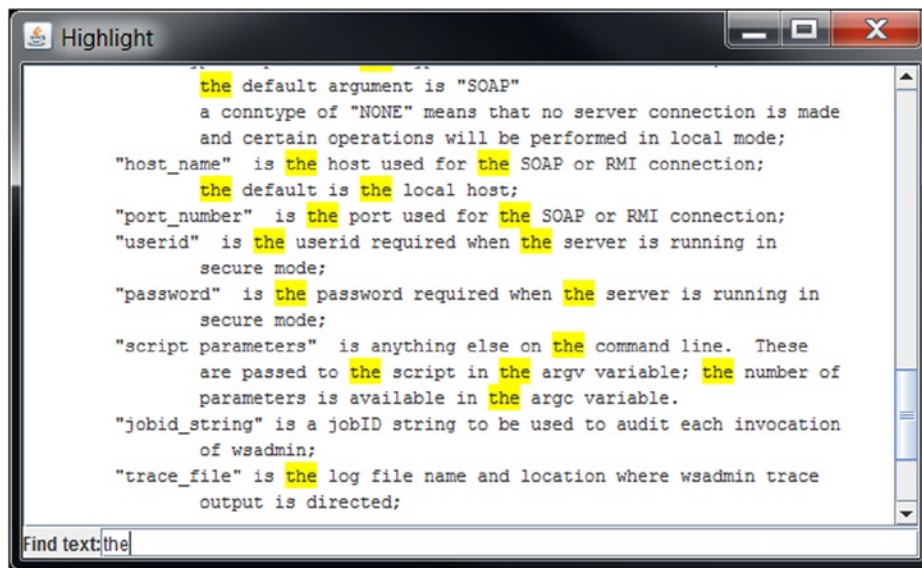 Highlight
the default argument is "SOAP"
a conntype of "NONE" means that no server connection is made
and certain operations will be performed in local mode;
"host_name"  is the host used for the SOAP or RMI connection;
the default is the local host;
"port_number"  is the port used for the SOAP or RMI connection;
"userid"  is the userid required when the server is running in
secure mode;
"password"  is the password required when the server is running in
secure mode;
"script parameters"  is anything else on the command line.  These
are passed to the script in the argv variable; the number of
parameters is available in the argc variable.
"jobid_string" is a jobID string to be used to audit each invocation
of wsadmin;
"trace_file" is the log file name and location where wsadmin trace
output is directed;
Find text:the